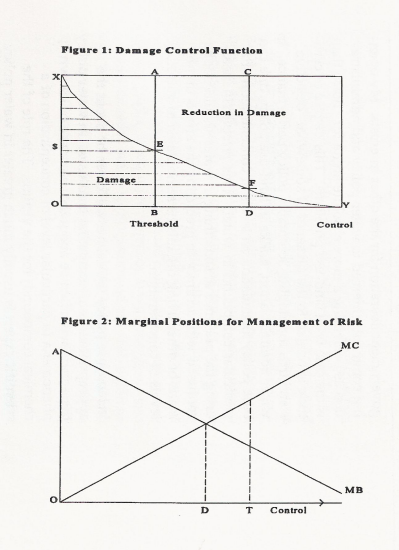 Figure 1: Damage Control Function
X A C
Reduction in Damage
S E
Damage
F
O B D Y
Threshold Control
Figure 2: Marginal Positions for Management of Risk
A MC
O MB
D T Control